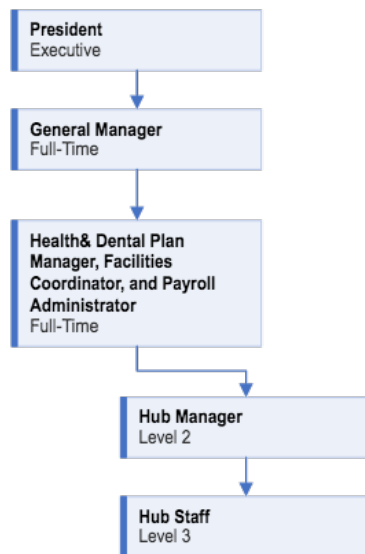 President
Executive
General Manager
Full-Time
Health& Dental Plan
Manager, Facilities
Coordinator, and Payroll
Administrator
Full-Time
Hub Manager
Level 2
Hub Staff
Level 3